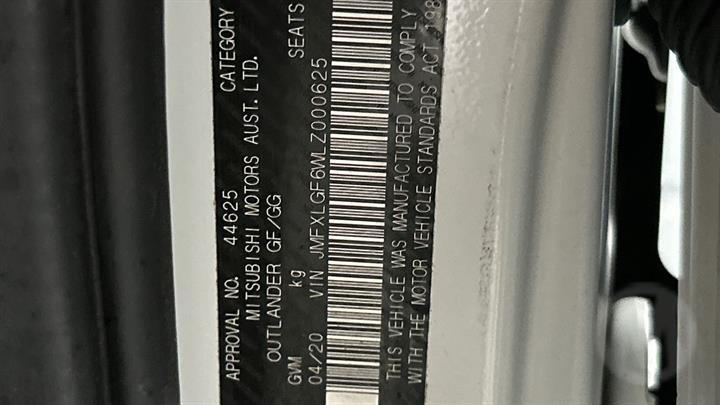 APPROVAL NO. 44625 CATEGORY
MITSUBISHI MOTORS AUST. LTD.
OUTLANDER GF/GG
GVM kg SEATS
04/20 VIN JMFXLGF6WLZ000625
THIS VEHICLE WAS MANUFACTURED TO COMPLY
WITH THE MOTOR VEHICLE STANDARDS ACT